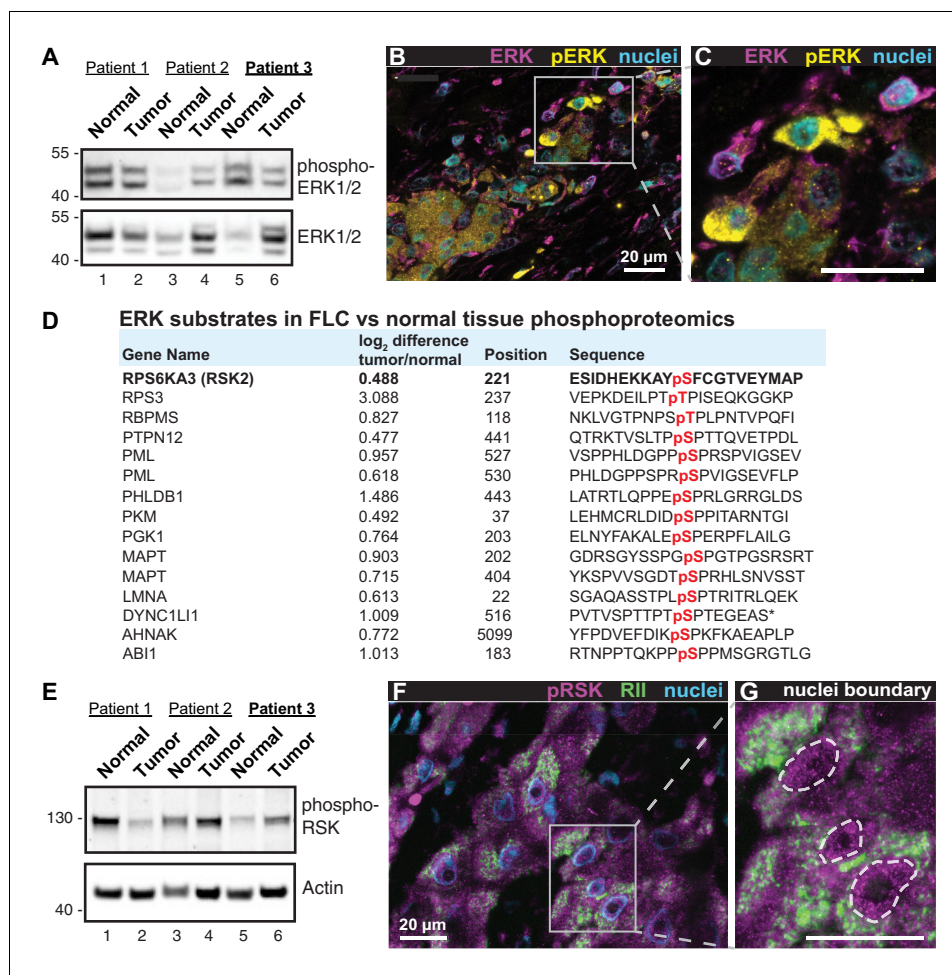 A
Patient 1 Patient 2 Patient 3
Normal Tumor Normal Tumor Normal Tumor
55 -
phospho-
ERK1/2
40 -
55 -
ERK1/2
40 -
1 2 3 4 5 6
B ERK pERK nuclei
20 µm
C ERK pERK nuclei
D ERK substrates in FLC vs normal tissue phosphoproteomics
log₂ difference
Gene Name tumor/normal Position Sequence
RPS6KA3 (RSK2) 0.488 221 ESIDHEKKAYpSFCGTVEYMAP
RPS3 3.088 237 VEPKDEILPTpTPISEQKGGKP
RBPMS 0.827 118 NKLVGTPNPSpTPLPNTVPQFI
PTPN12 0.477 441 QTRKTVSLTPpSPTTQVETPDL
PML 0.957 527 VSPPHLDGPPpSPRSPVIGSEV
PML 0.618 530 PHLDGPPSPRpSPVIGSEVFLP
PHLDB1 1.486 443 LATRTLQPPEpSPRLGRRGLDS
PKM 0.492 37 LEHMCRLDIDpSPPITARNTGI
PGK1 0.764 203 ELNYFAKALEpSPERPFLAILG
MAPT 0.903 202 GDRSGYSSPGpSPGTPGSRSRT
MAPT 0.715 404 YKSPVVSGDTpSPRHLSNVSST
LMNA 0.613 22 SGAQASSTPLpSPTRITRLQEK
DYNC1LI1 1.009 516 PVTVSPTTPTpSPTEGEAS*
AHNAK 0.772 5099 YFPDVEFDIKpSPKFKAEAPLP
ABI1 1.013 183 RTNPPTQKPPpSPPMSGRGTLG
E
Patient 1 Patient 2 Patient 3
Normal Tumor Normal Tumor Normal Tumor
phospho-
130 -
RSK
Actin
40 -
1 2 3 4 5 6
F pRSK RII nuclei
20 µm
G nuclei boundary